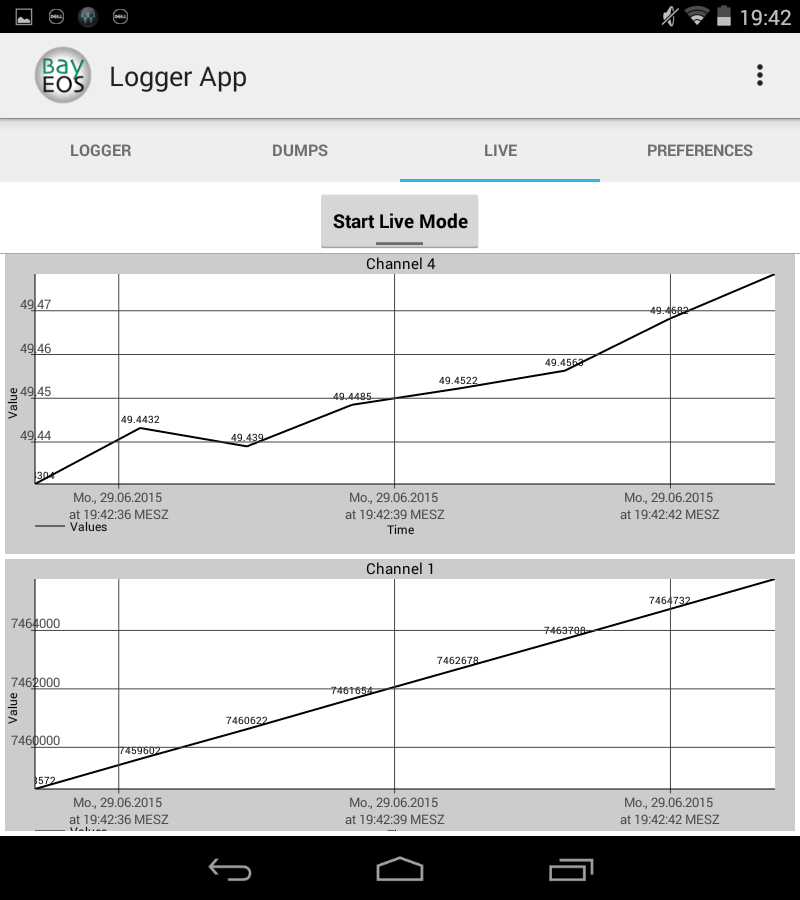 DELL DELL 19:42
Bay
EOS
Logger App
LOGGER DUMPS LIVE PREFERENCES
Start Live Mode
Channel 4
49.47
49.46
49.45
49.44
Value
304
49.4432
49.439
49.4485
49.4522
49.4563
49.4682
Mo., 29.06.2015 Mo., 29.06.2015 Mo., 29.06.2015
at 19:42:36 MESZ at 19:42:39 MESZ at 19:42:42 MESZ
Values
Time
Channel 1
7464000
7462000
7460000
Value
3572
7459602
7460622
7461654
7462678
7463708
7464732
Mo., 29.06.2015 Mo., 29.06.2015 Mo., 29.06.2015
at 19:42:36 MESZ at 19:42:39 MESZ at 19:42:42 MESZ
Values